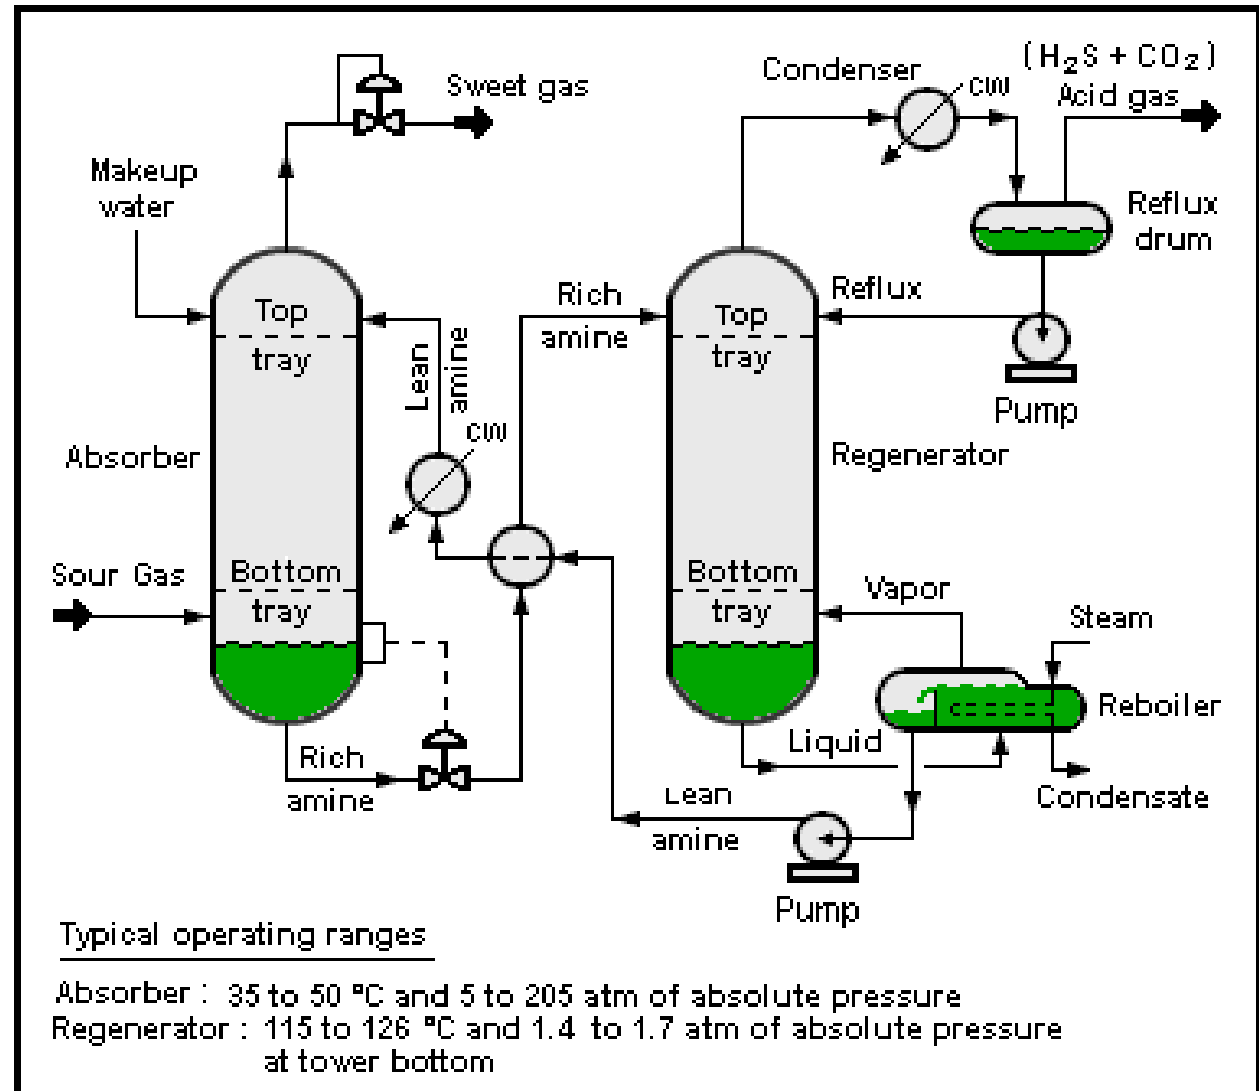 Sweet gas
Makeup
water
Condenser
CW
(H₂S + CO₂)
Acid gas
Reflux
drum
Top
tray
Lean
amine
CW
Rich
amine
Top
tray
Reflux
Pump
Absorber
Regenerator
Sour Gas
Bottom
tray
Bottom
tray
Vapor
Steam
Reboiler
Liquid
Condensate
Rich
amine
Lean
amine
Pump
Typical operating ranges
Absorber : 35 to 50 °C and 5 to 205 atm of absolute pressure
Regenerator : 115 to 126 °C and 1.4 to 1.7 atm of absolute pressure
at tower bottom